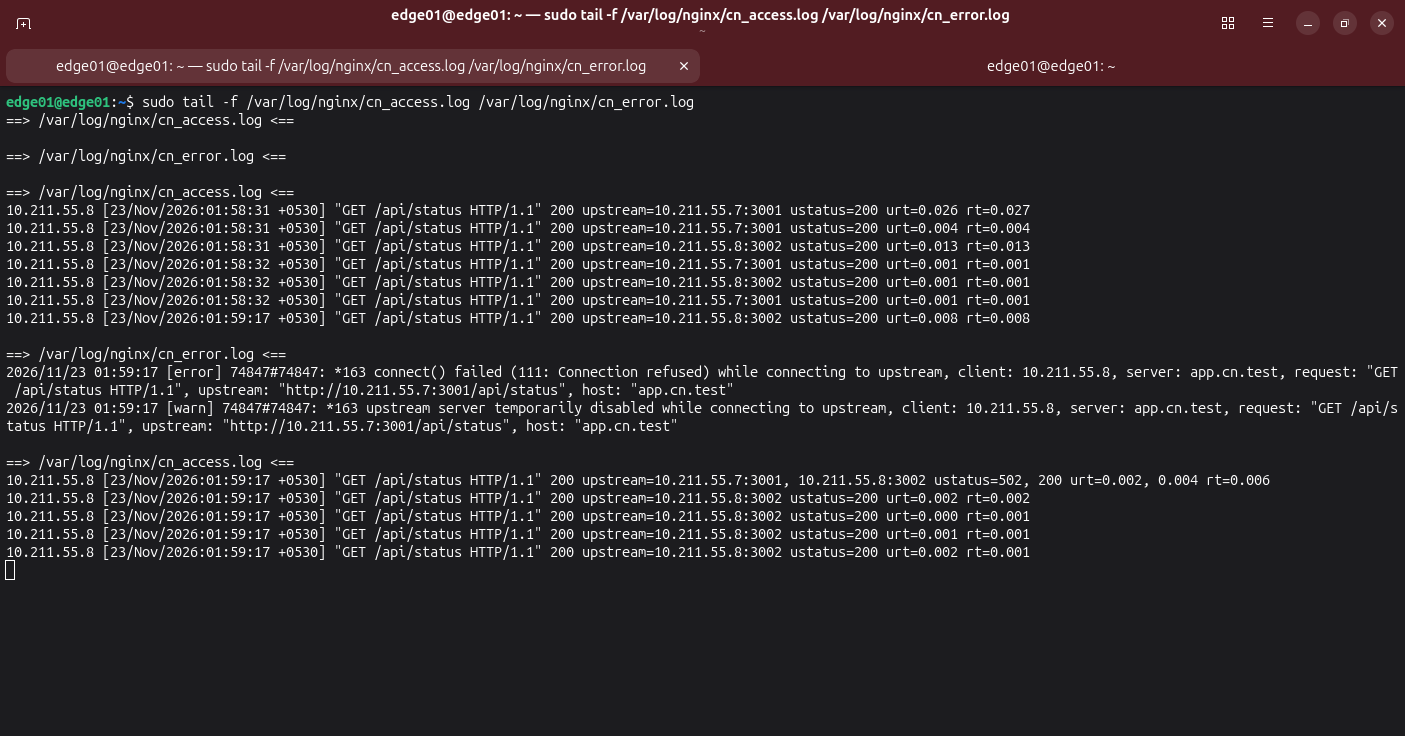 edge01@edge01: ~ — sudo tail -f /var/log/nginx/cn_access.log /var/log/nginx/cn_error.log
~
edge01@edge01: ~ — sudo tail -f /var/log/nginx/cn_access.log /var/log/nginx/cn_error.log
edge01@edge01: ~
edge01@edge01:~$ sudo tail -f /var/log/nginx/cn_access.log /var/log/nginx/cn_error.log
==> /var/log/nginx/cn_access.log <==
==> /var/log/nginx/cn_error.log <==
==> /var/log/nginx/cn_access.log <==
10.211.55.8 [23/Nov/2026:01:58:31 +0530] "GET /api/status HTTP/1.1" 200 upstream=10.211.55.7:3001 ustatus=200 urt=0.026 rt=0.027
10.211.55.8 [23/Nov/2026:01:58:31 +0530] "GET /api/status HTTP/1.1" 200 upstream=10.211.55.7:3001 ustatus=200 urt=0.004 rt=0.004
10.211.55.8 [23/Nov/2026:01:58:31 +0530] "GET /api/status HTTP/1.1" 200 upstream=10.211.55.8:3002 ustatus=200 urt=0.013 rt=0.013
10.211.55.8 [23/Nov/2026:01:58:32 +0530] "GET /api/status HTTP/1.1" 200 upstream=10.211.55.7:3001 ustatus=200 urt=0.001 rt=0.001
10.211.55.8 [23/Nov/2026:01:58:32 +0530] "GET /api/status HTTP/1.1" 200 upstream=10.211.55.8:3002 ustatus=200 urt=0.001 rt=0.001
10.211.55.8 [23/Nov/2026:01:58:32 +0530] "GET /api/status HTTP/1.1" 200 upstream=10.211.55.7:3001 ustatus=200 urt=0.001 rt=0.001
10.211.55.8 [23/Nov/2026:01:59:17 +0530] "GET /api/status HTTP/1.1" 200 upstream=10.211.55.8:3002 ustatus=200 urt=0.008 rt=0.008
==> /var/log/nginx/cn_error.log <==
2026/11/23 01:59:17 [error] 74847#74847: *163 connect() failed (111: Connection refused) while connecting to upstream, client: 10.211.55.8, server: app.cn.test, request: "GET
/api/status HTTP/1.1", upstream: "http://10.211.55.7:3001/api/status", host: "app.cn.test"
2026/11/23 01:59:17 [warn] 74847#74847: *163 upstream server temporarily disabled while connecting to upstream, client: 10.211.55.8, server: app.cn.test, request: "GET /api/s
tatus HTTP/1.1", upstream: "http://10.211.55.7:3001/api/status", host: "app.cn.test"
==> /var/log/nginx/cn_access.log <==
10.211.55.8 [23/Nov/2026:01:59:17 +0530] "GET /api/status HTTP/1.1" 200 upstream=10.211.55.7:3001, 10.211.55.8:3002 ustatus=502, 200 urt=0.002, 0.004 rt=0.006
10.211.55.8 [23/Nov/2026:01:59:17 +0530] "GET /api/status HTTP/1.1" 200 upstream=10.211.55.8:3002 ustatus=200 urt=0.002 rt=0.002
10.211.55.8 [23/Nov/2026:01:59:17 +0530] "GET /api/status HTTP/1.1" 200 upstream=10.211.55.8:3002 ustatus=200 urt=0.000 rt=0.001
10.211.55.8 [23/Nov/2026:01:59:17 +0530] "GET /api/status HTTP/1.1" 200 upstream=10.211.55.8:3002 ustatus=200 urt=0.001 rt=0.001
10.211.55.8 [23/Nov/2026:01:59:17 +0530] "GET /api/status HTTP/1.1" 200 upstream=10.211.55.8:3002 ustatus=200 urt=0.002 rt=0.001